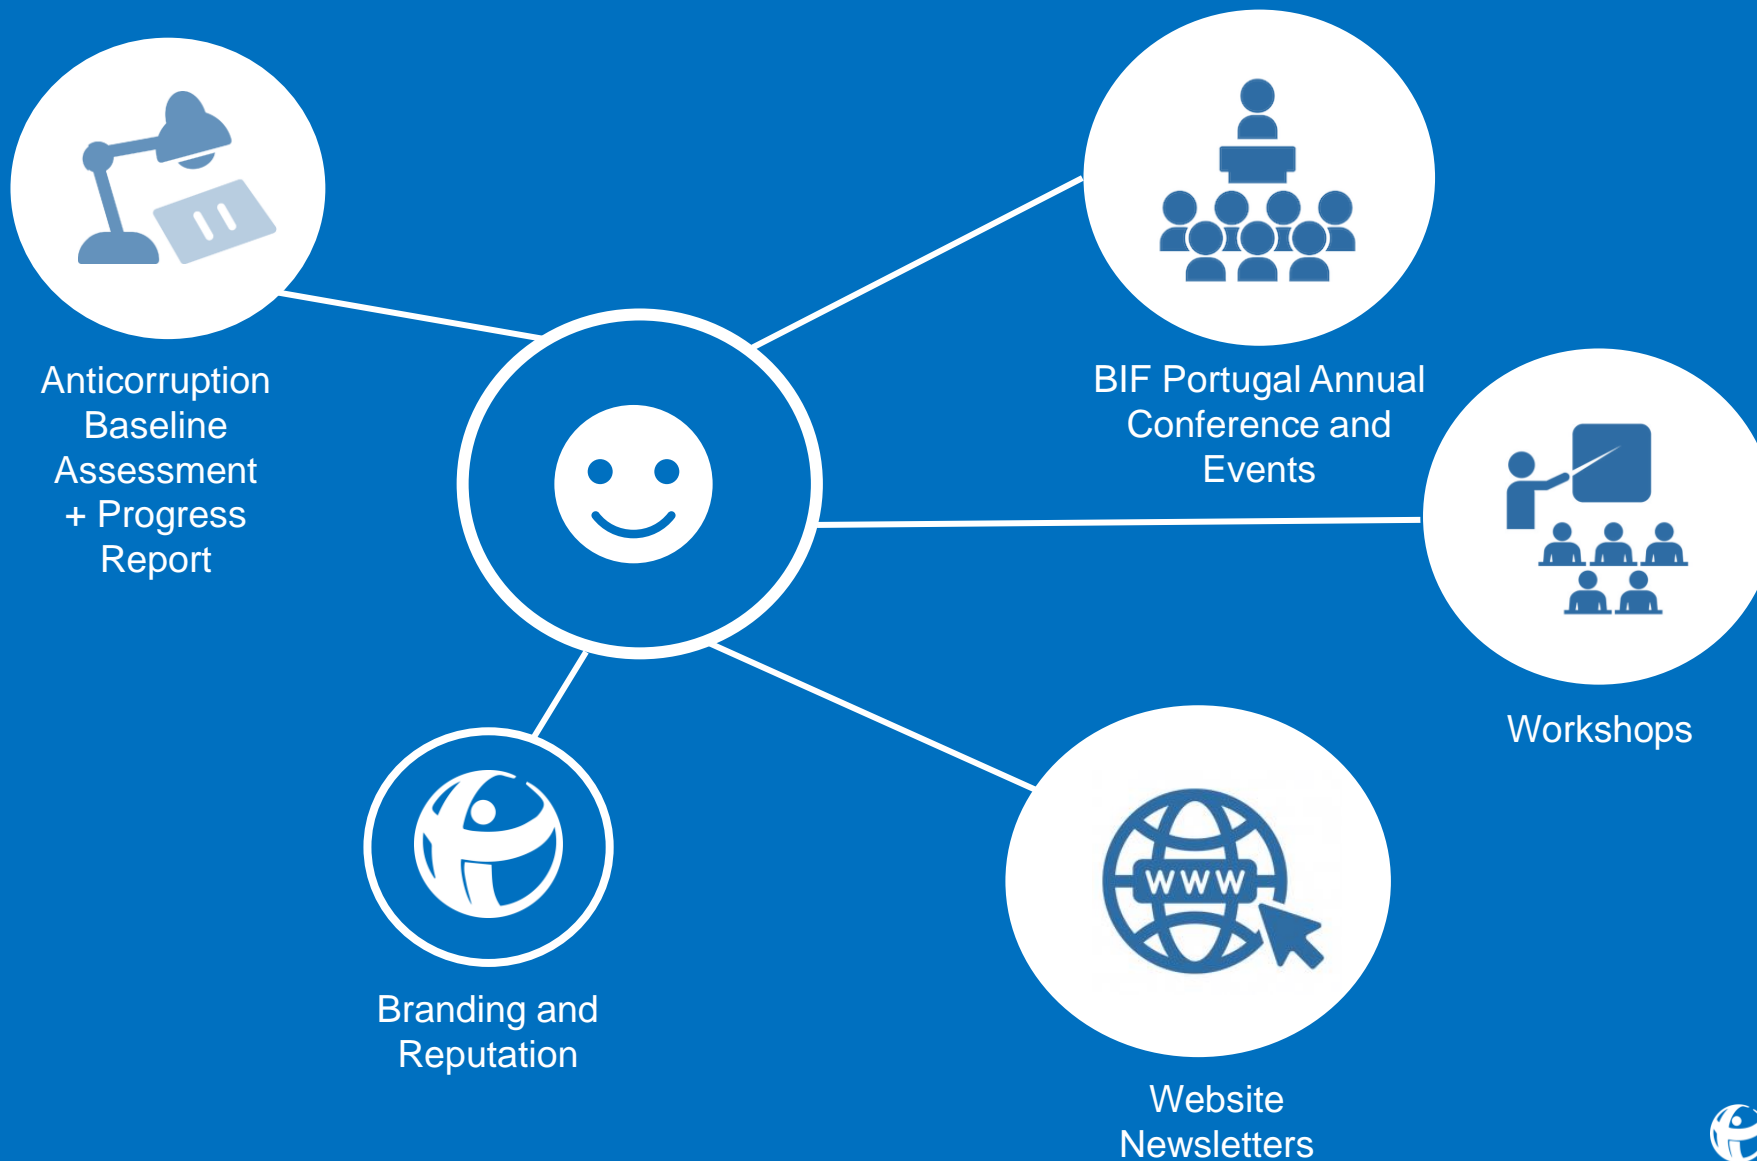 Anticorruption
Baseline
Assessment
+ Progress
Report
BIF Portugal Annual
Conference and
Events
Workshops
Branding and
Reputation
WWW
Website
Newsletters